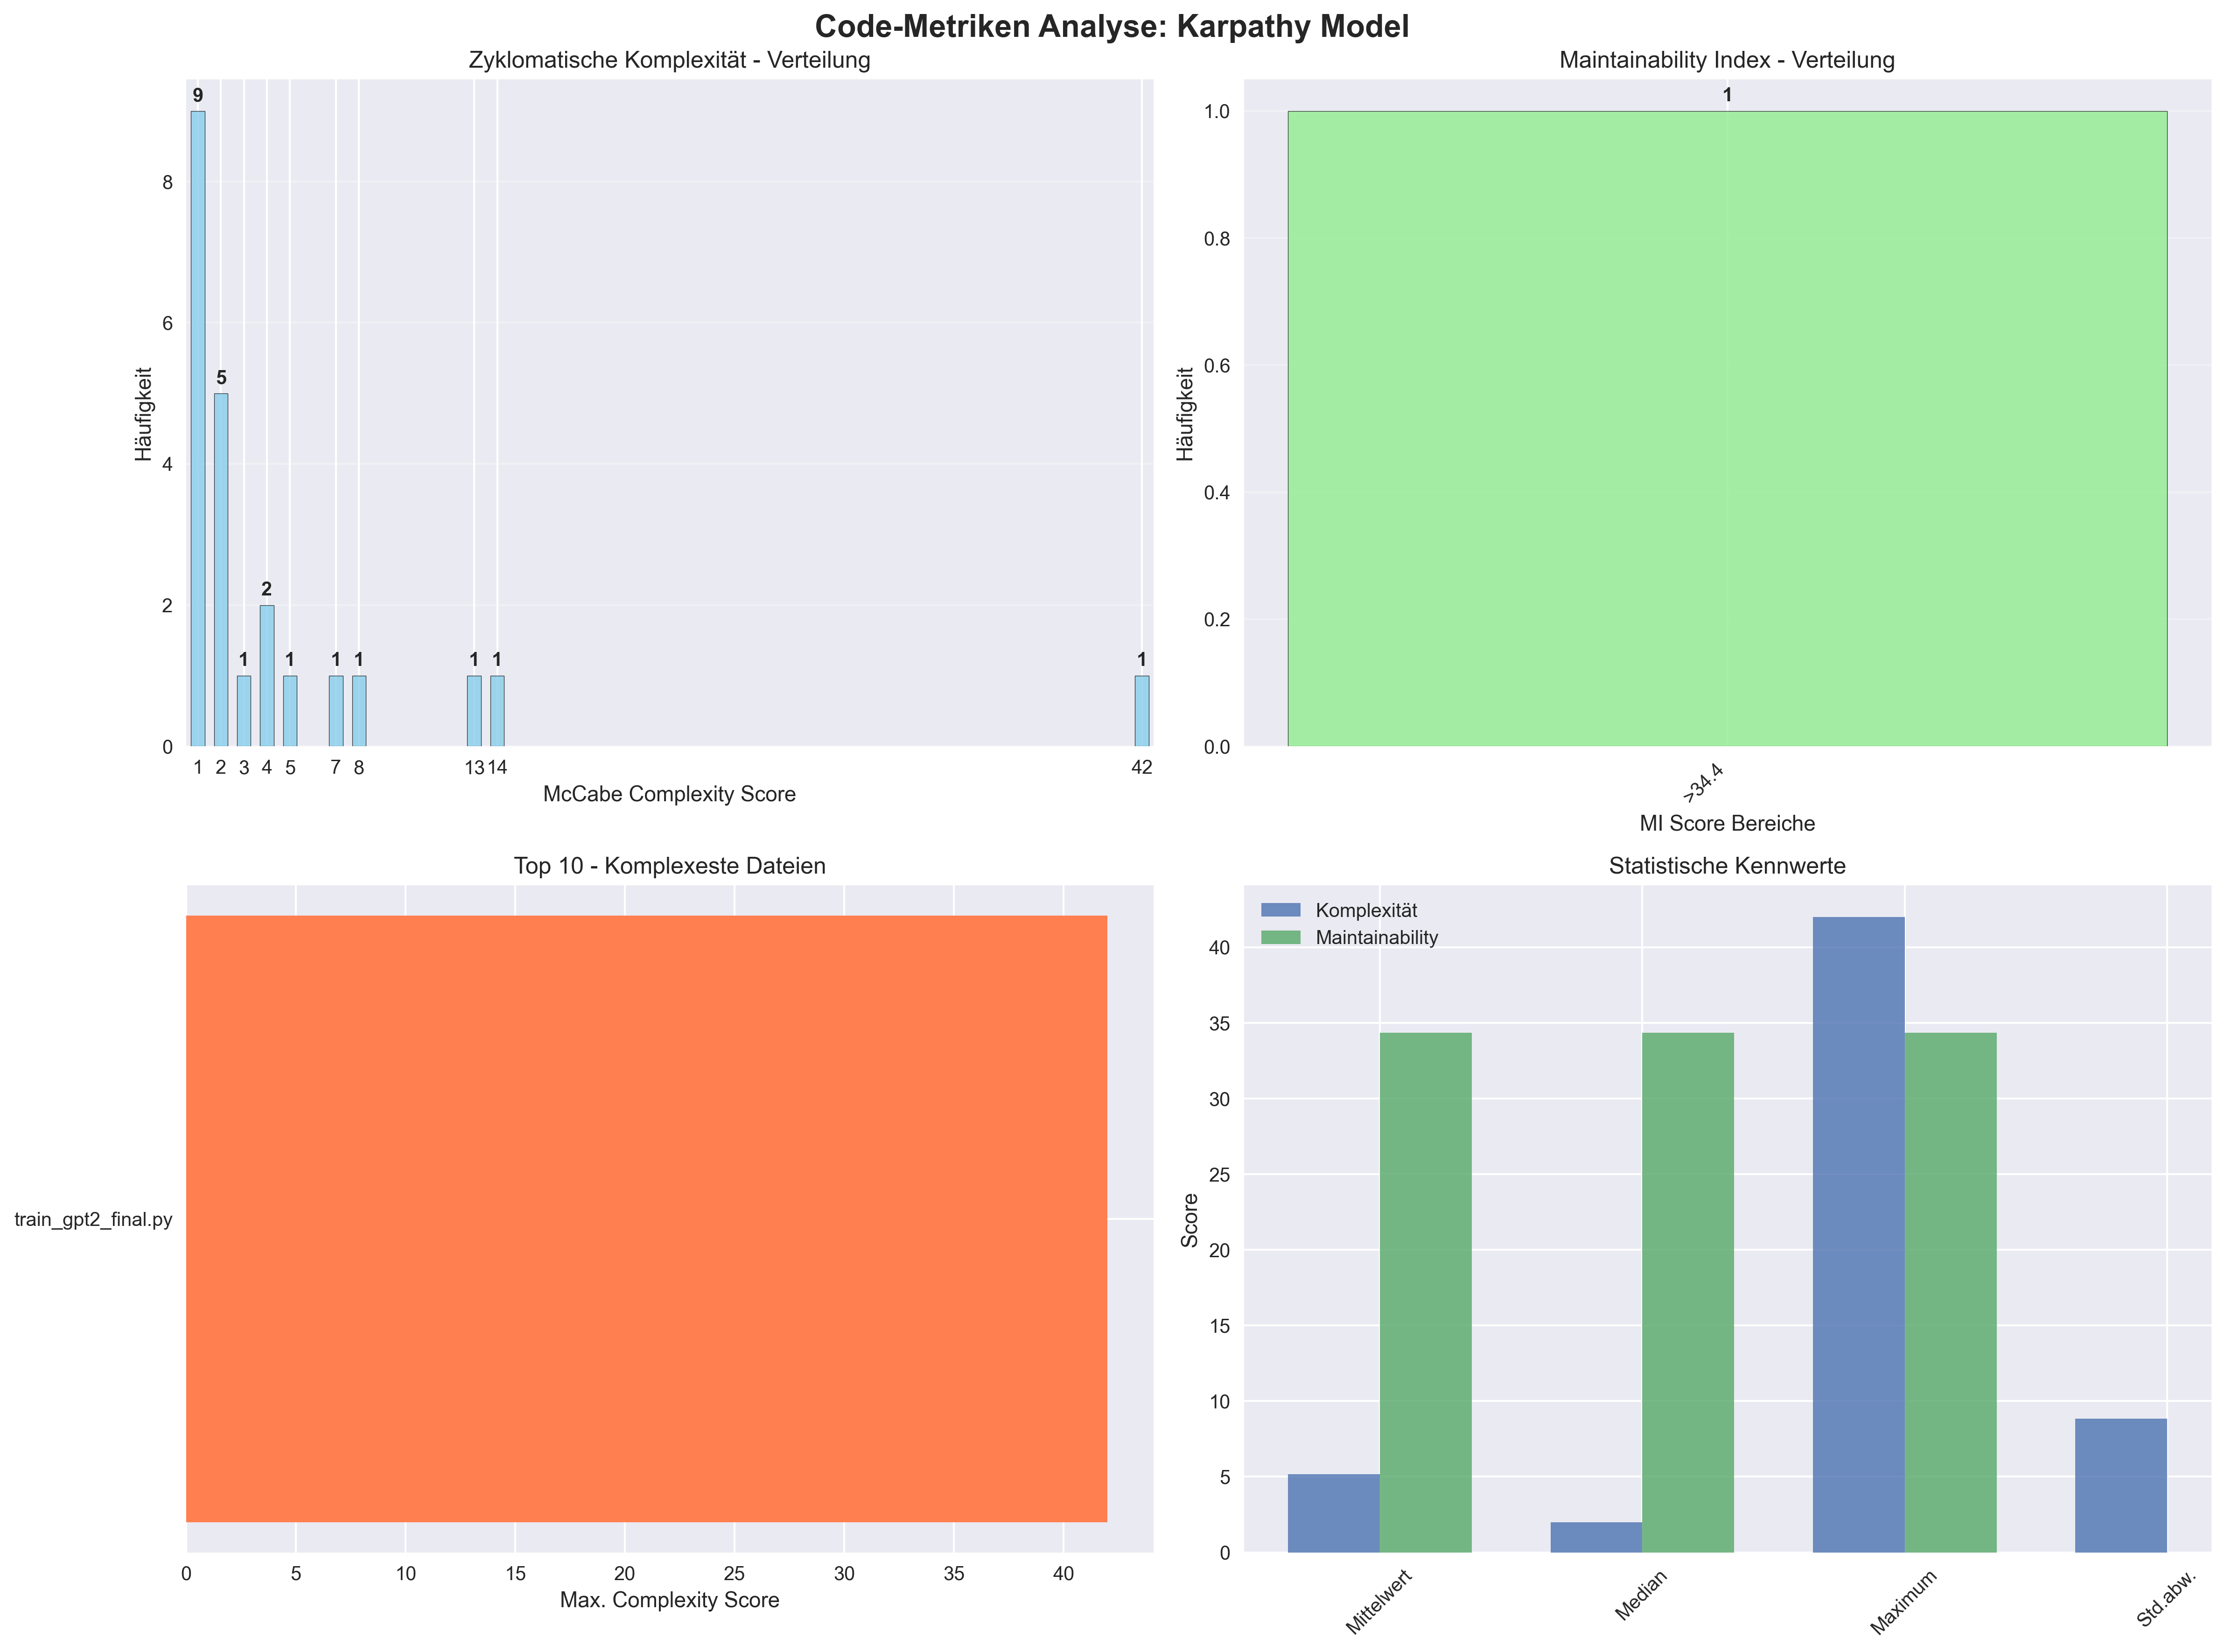 Code-Metriken Analyse: Karpathy Model
Zyklomatische Komplexität - Verteilung
9
5
1
2
1
1
1
1
1
1
8
6
4
2
0
Häufigkeit
1 2 3 4 5 7 8 13 14 42
McCabe Complexity Score
Maintainability Index - Verteilung
1
1.0
0.8
0.6
0.4
0.2
0.0
Häufigkeit
>34.4
MI Score Bereiche
Top 10 - Komplexeste Dateien
train_gpt2_final.py
0 5 10 15 20 25 30 35 40
Max. Complexity Score
Statistische Kennwerte
Komplexität
Maintainability
40
35
30
25
20
15
10
5
0
Score
Mittelwert
Median
Maximum
Std.abw.